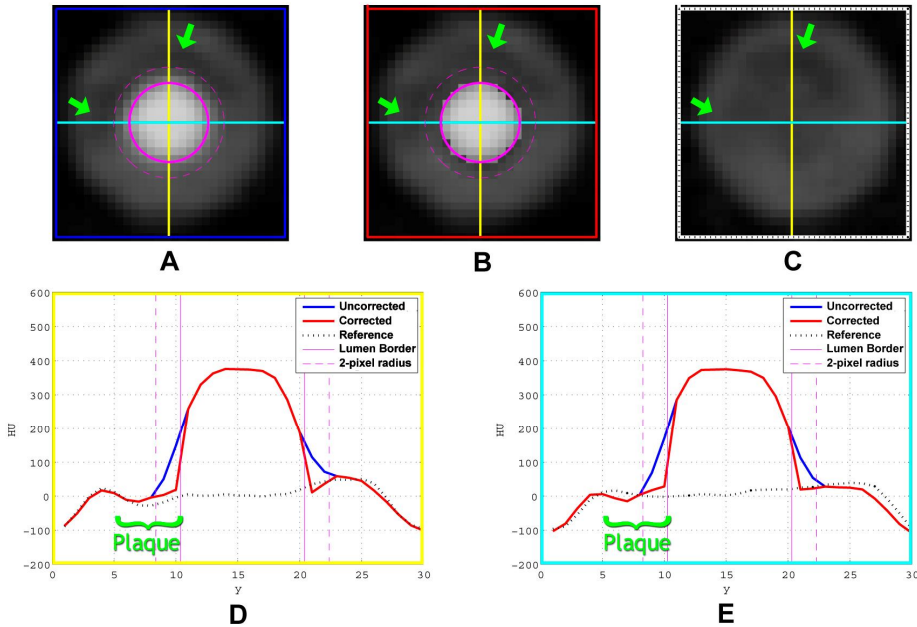 A
B
C
600
500
400
300
200
100
0
-100
-200
HU
0
5
10
15
20
25
30
y
Uncorrected
Corrected
Reference
Lumen Border
2-pixel radius
Plaque
D
600
500
400
300
200
100
0
-100
-200
HU
0
5
10
15
20
25
30
y
Uncorrected
Corrected
Reference
Lumen Border
2-pixel radius
Plaque
E